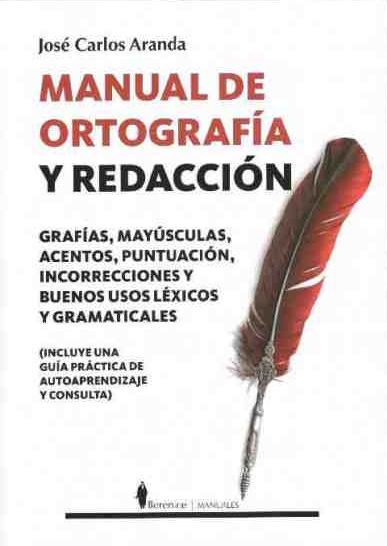 José Carlos Aranda
MANUAL DE
ORTOGRAFÍA
Y REDACCIÓN
GRAFÍAS, MAYÚSCULAS,
ACENTOS, PUNTUACIÓN,
INCORRECCIONES Y
BUENOS USOS LÉXICOS
Y GRAMATICALES
(INCLUYE UNA
GUÍA PRÁCTICA DE
AUTOAPRENDIZAJE
Y CONSULTA)
Berenice | MANUALES